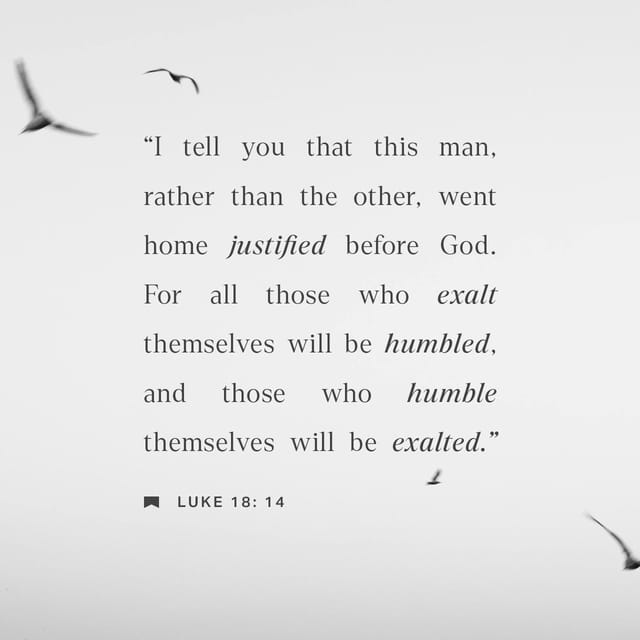 “I tell you that this man,
rather than the other, went
home justified before God.
For all those who exalt
themselves will be humbled,
and those who humble
themselves will be exalted.”
LUKE 18: 14